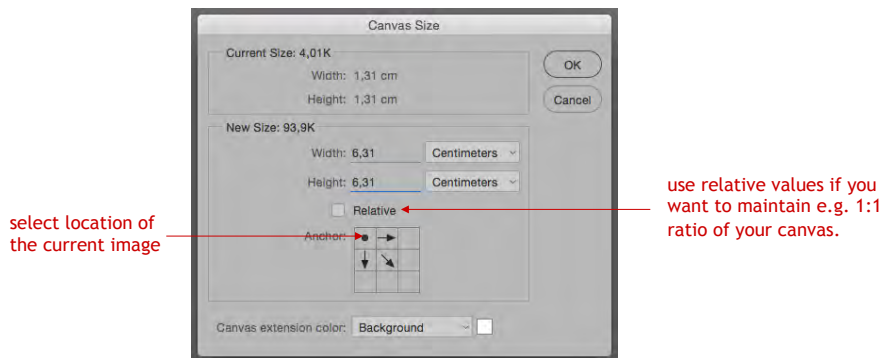 Canvas Size
Current Size: 4,01K
Width: 1,31 cm
Height: 1,31 cm
OK
Cancel
New Size: 93,9K
Width: 6,31 Centimeters
Height: 6,31 Centimeters
Relative
Anchor:
Canvas extension color: Background
select location of
the current image
use relative values if you
want to maintain e.g. 1:1
ratio of your canvas.